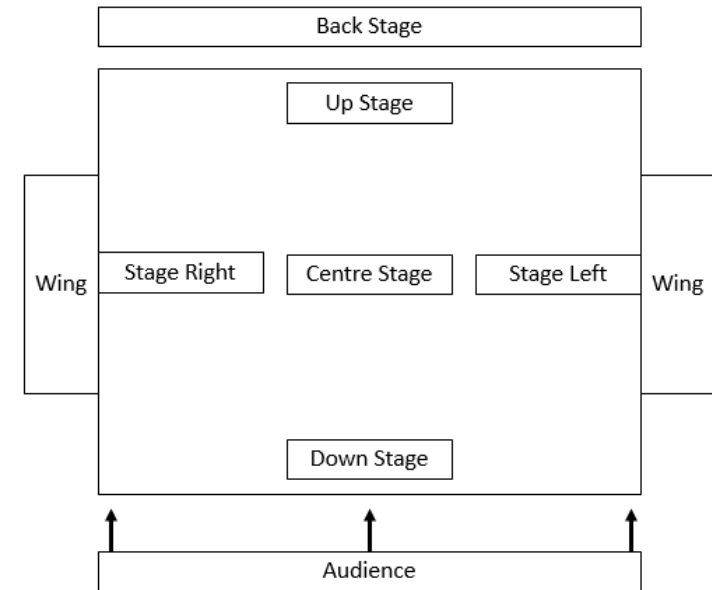 Back Stage
Up Stage
Wing
Stage Right
Centre Stage
Stage Left
Wing
Down Stage
Audience